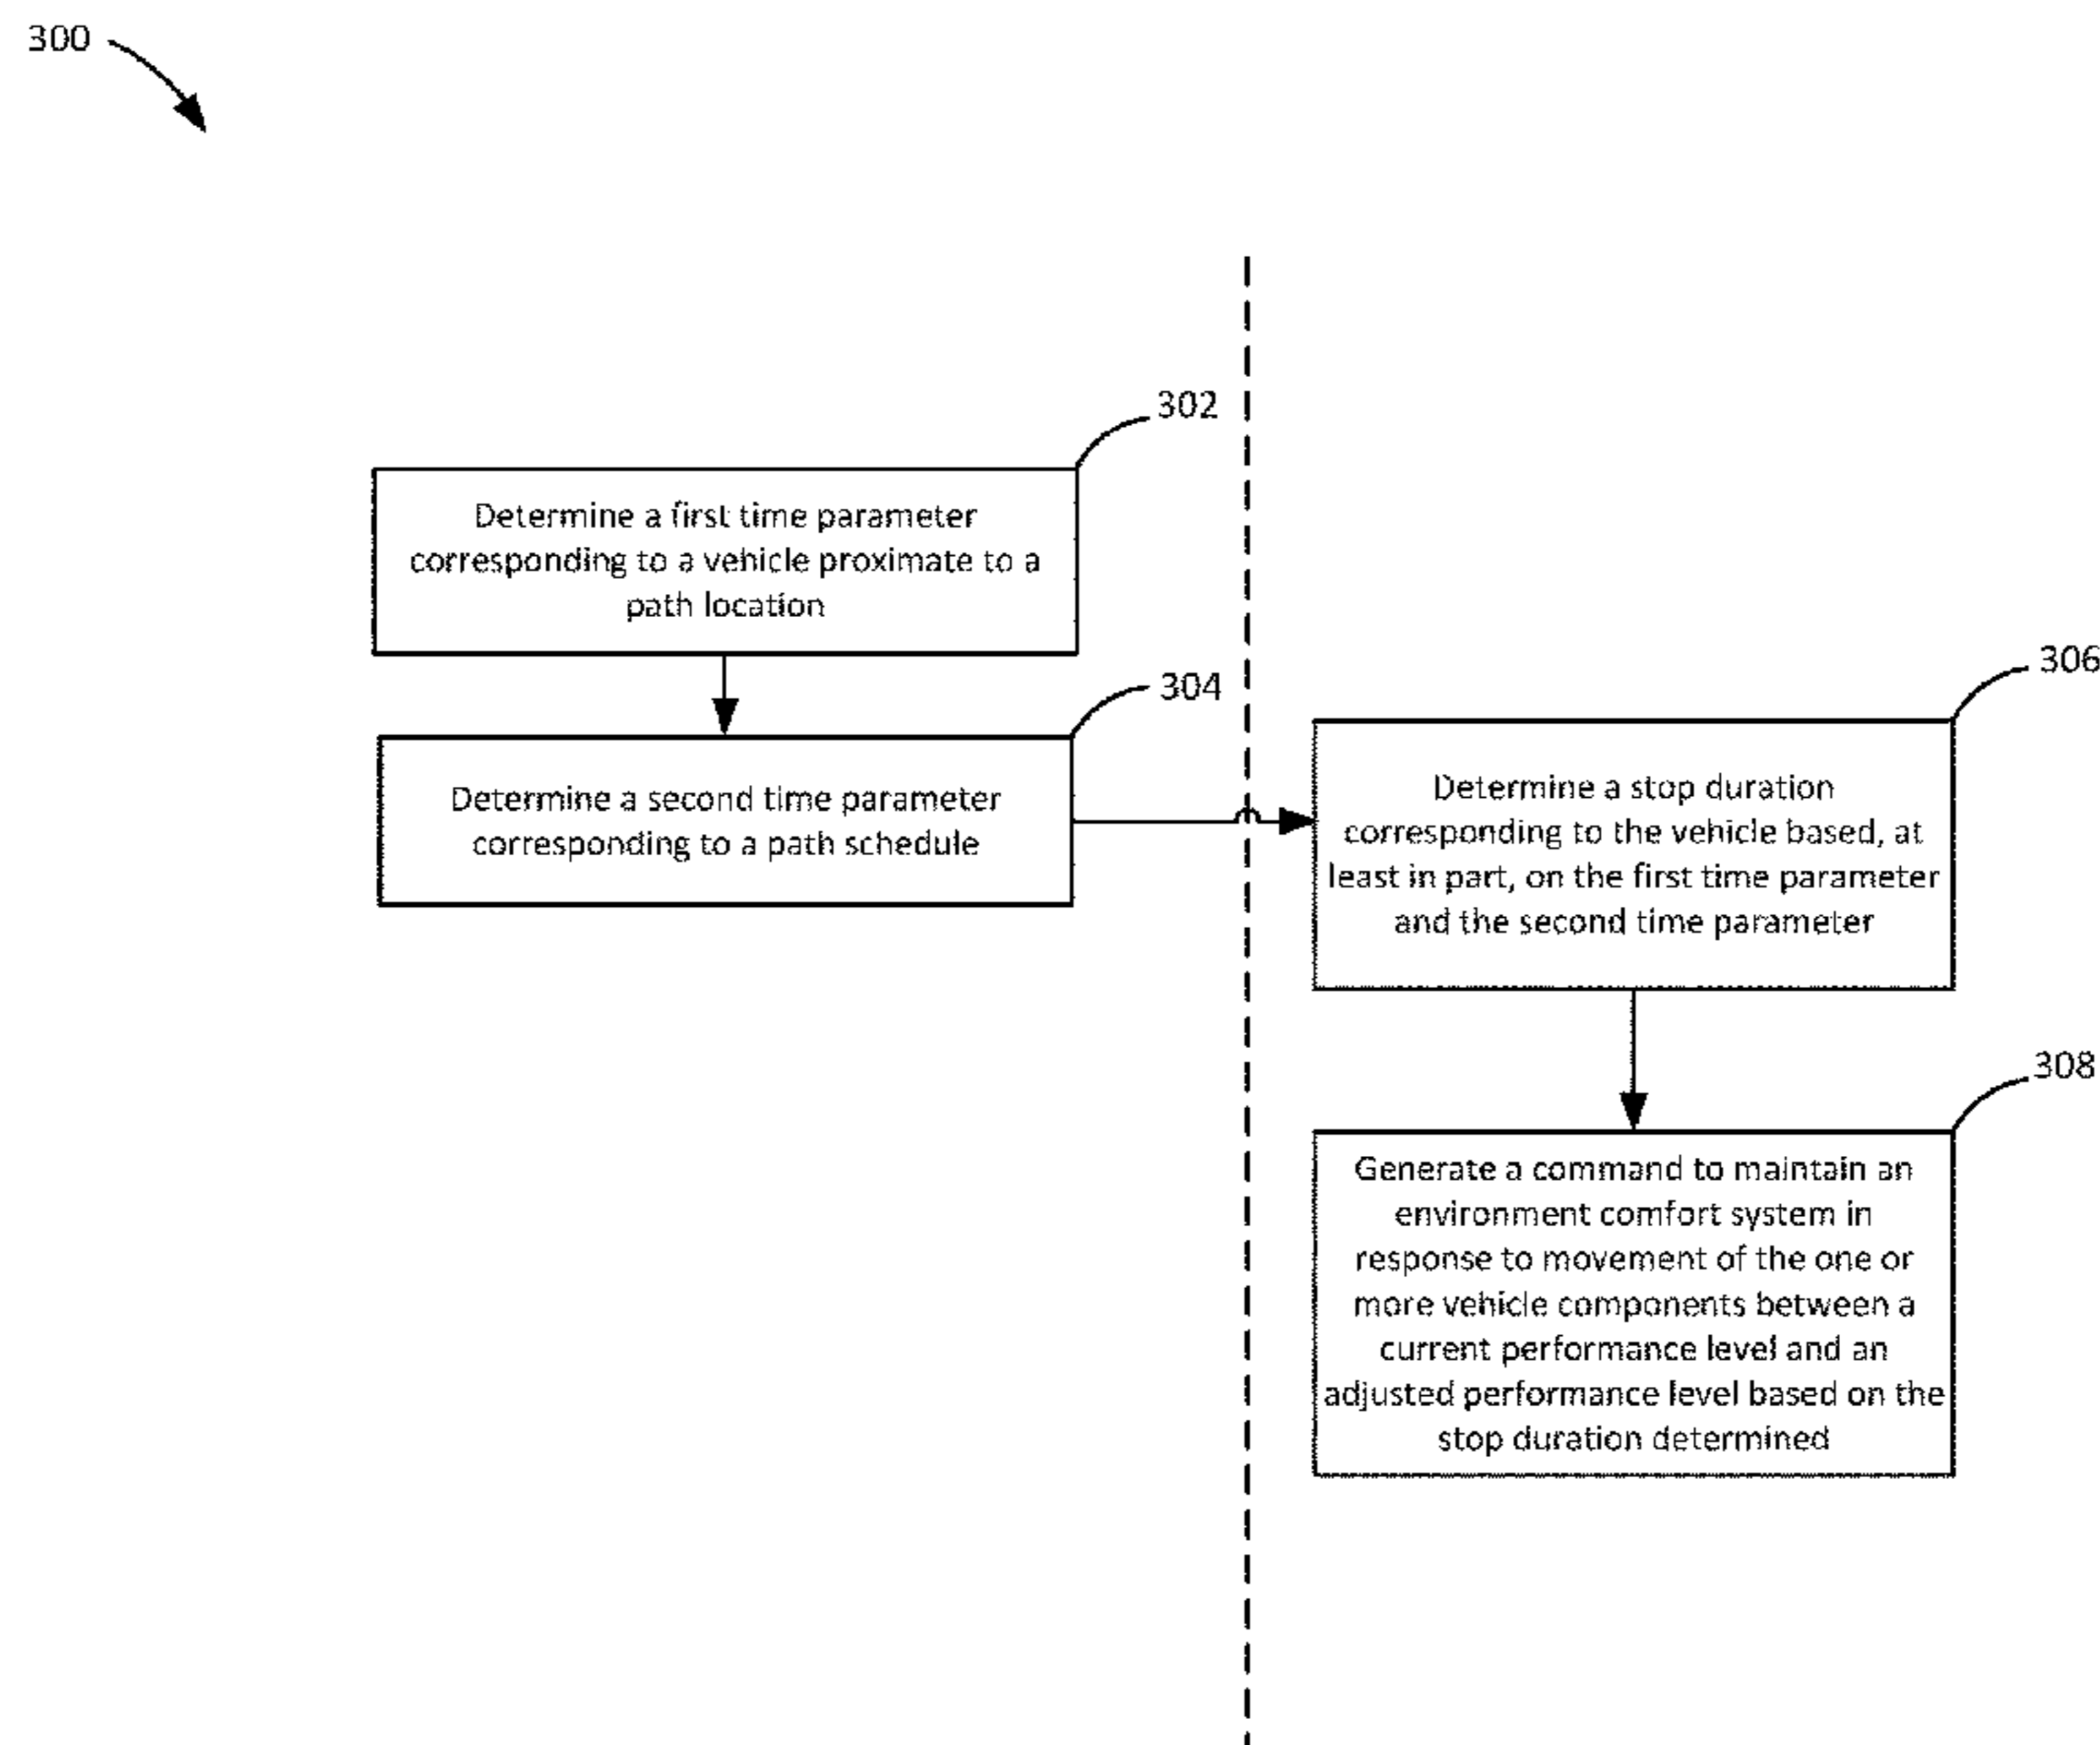 300
302
Determine a first time parameter
corresponding to a vehicle proximate to a
path location
304
Determine a second time parameter
corresponding to a path schedule
306
Determine a stop duration
corresponding to the vehicle based, at
least in part, on the first time parameter
and the second time parameter
308
Generate a command to maintain an
environment comfort system in
response to movement of the one or
more vehicle components between a
current performance level and an
adjusted performance level based on the
stop duration determined